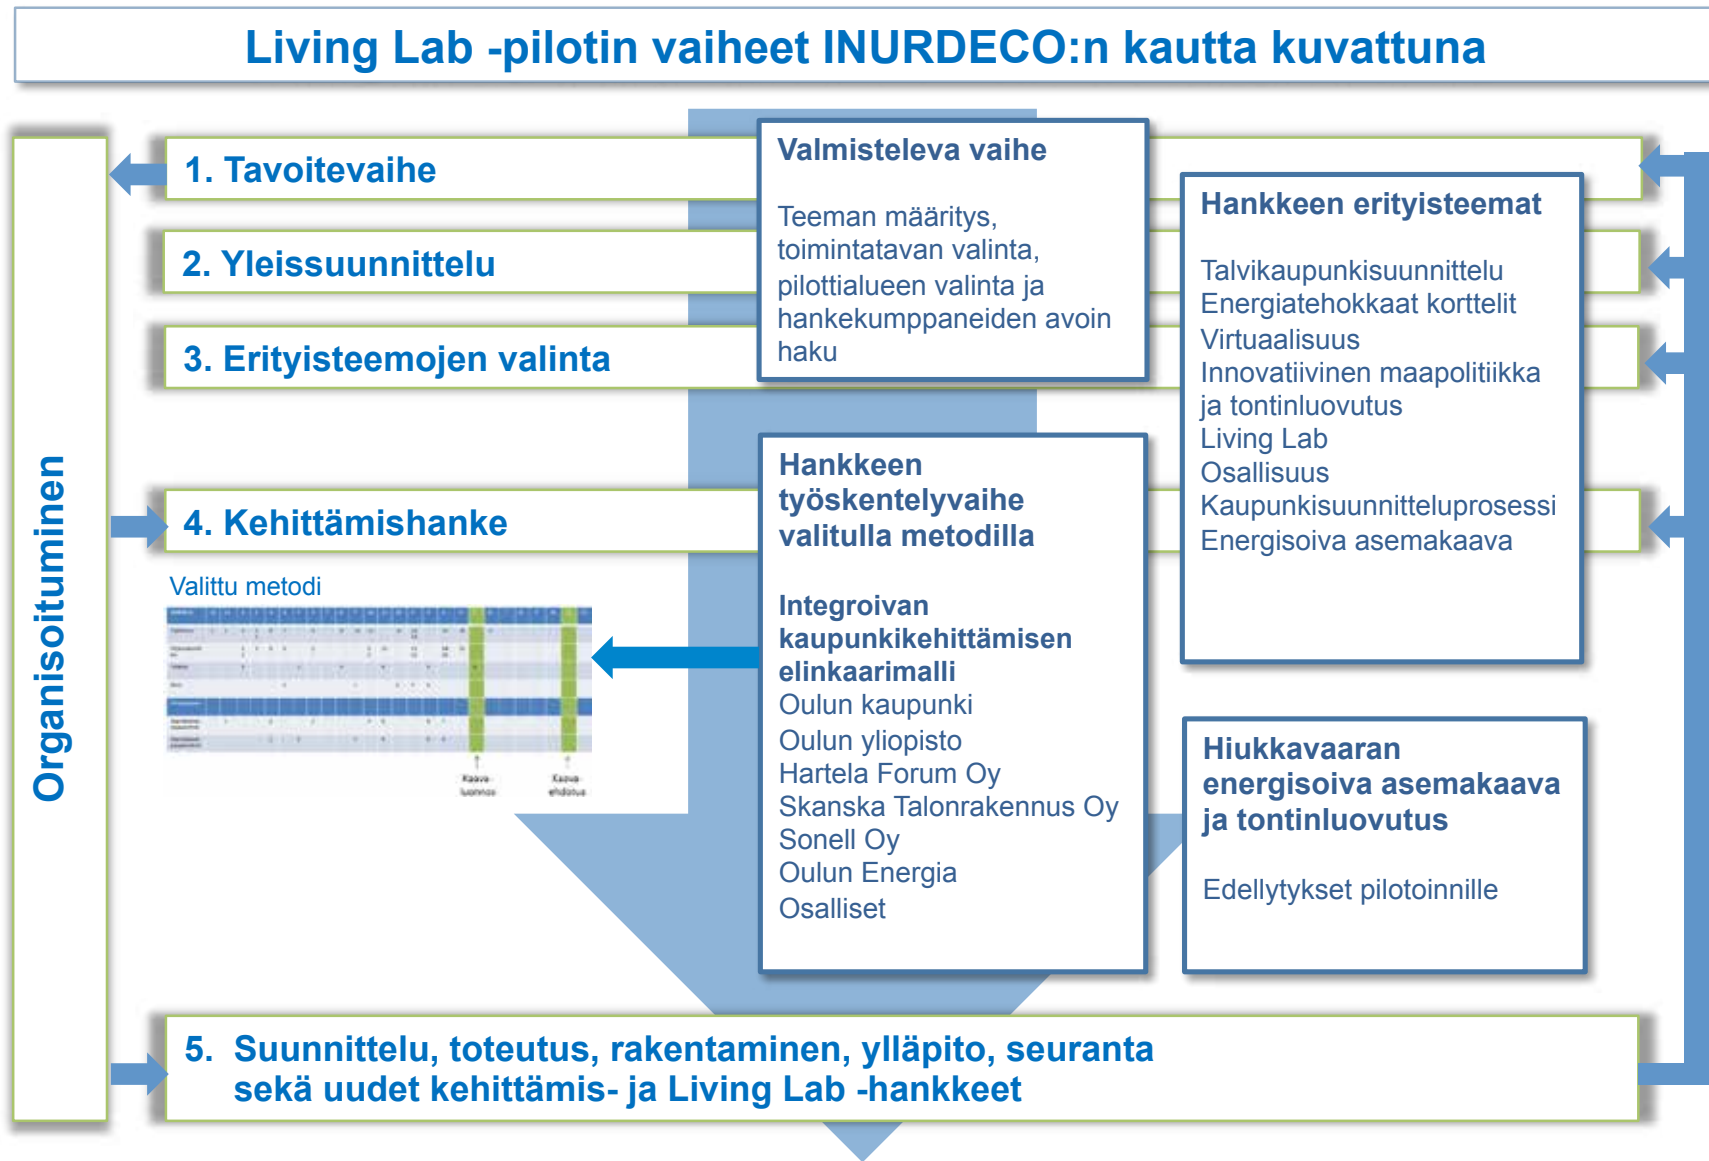 Living Lab -pilotin vaiheet INURDECO:n kautta kuvattuna
Organisoituminen
1. Tavoitevaihe
2. Yleissuunnittelu
3. Erityisteemojen valinta
4. Kehittämishanke
Valittu metodi
Kaava
luonnos
Kaava
ehdotus
Valmisteleva vaihe
Teeman määritys,
toimintatavan valinta,
pilottialueen valinta ja
hankekumppaneiden avoin
haku
Hankkeen
työskentelyvaihe
valitulla metodilla
Integroivan
kaupunkikehittämisen
elinkaarimalli
Oulun kaupunki
Oulun yliopisto
Hartela Forum Oy
Skanska Talonrakennus Oy
Sonell Oy
Oulun Energia
Osalliset
Hankkeen erityisteemat
Talvikaupunkisuunnittelu
Energiatehokkaat korttelit
Virtuaalisuus
Innovatiivinen maapolitiikka
ja tontinluovutus
Living Lab
Osallisuus
Kaupunkisuunnitteluprosessi
Energisoiva asemakaava
Hiukkavaaran
energisoiva asemakaava
ja tontinluovutus
Edellytykset pilotoinnille
5. Suunnittelu, toteutus, rakentaminen, ylläpito, seuranta
sekä uudet kehittämis- ja Living Lab -hankkeet